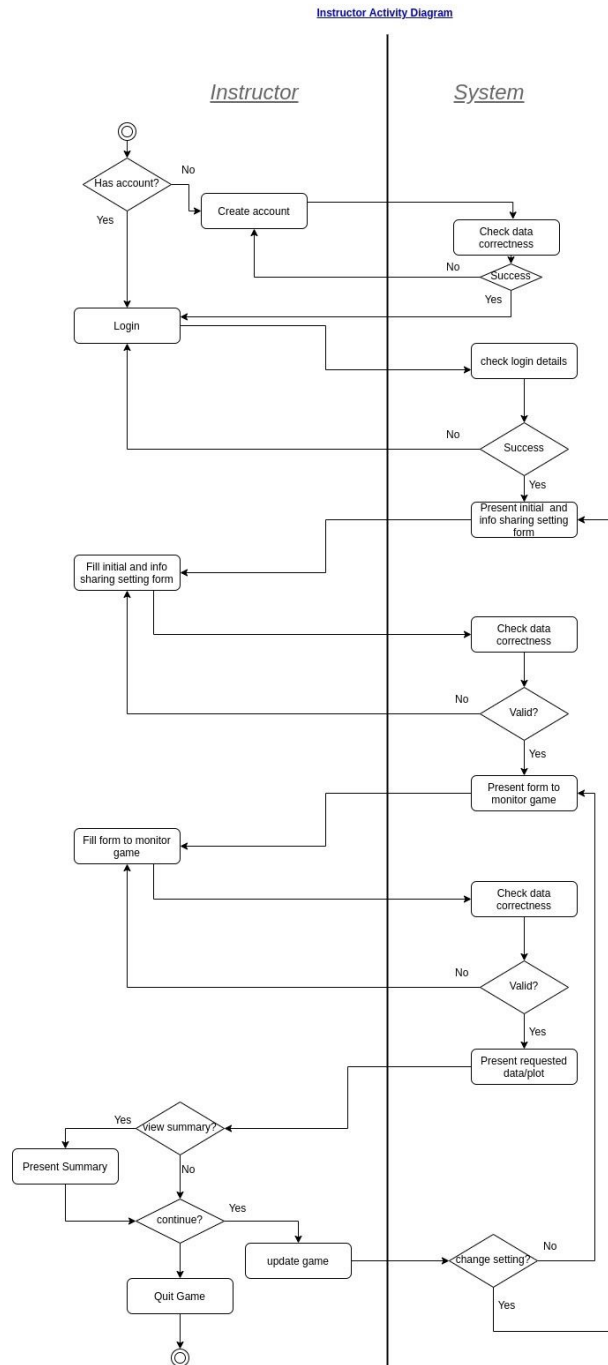 Instructor Activity Diagram
Instructor
System
Has account?
No
Yes
Create account
Check data
correctness
No
Success
Yes
Login
check login details
No
Success
Yes
Present initial and
info sharing setting
form
Fill initial and info
sharing setting form
Check data
correctness
No
Valid?
Yes
Present form to
monitor game
Fill form to monitor
game
Check data
correctness
No
Valid?
Yes
Present requested
data/plot
Yes
view summary?
Present Summary
No
continue?
Yes
update game
change setting?
No
Yes
Quit Game